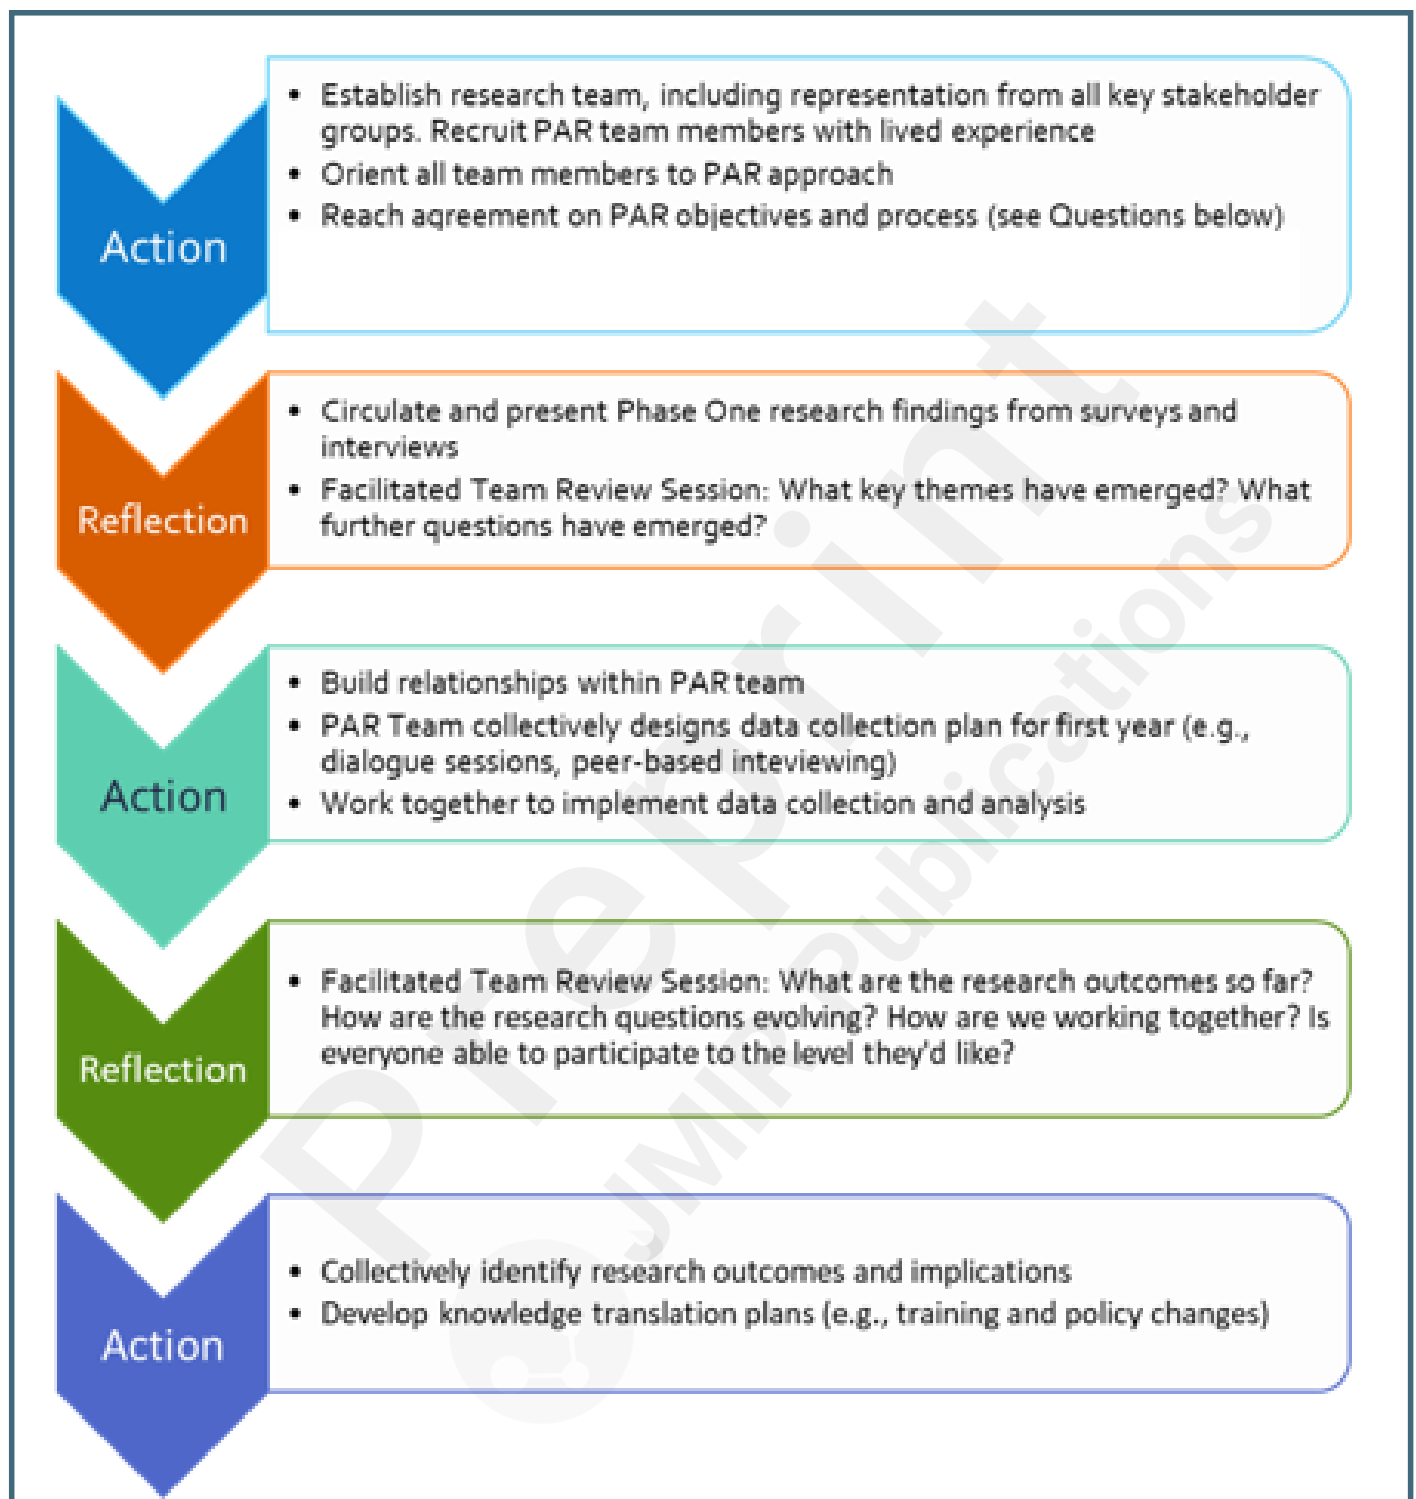 Action
• Establish research team, including representation from all key stakeholder
groups. Recruit PAR team members with lived experience
• Orient all team members to PAR approach
• Reach agreement on PAR objectives and process (see Questions below)
Reflection
• Circulate and present Phase One research findings from surveys and
interviews
• Facilitated Team Review Session: What key themes have emerged? What
further questions have emerged?
Action
• Build relationships within PAR team
• PAR Team collectively designs data collection plan for first year (e.g.,
dialogue sessions, peer-based inteviewing)
• Work together to implement data collection and analysis
Reflection
• Facilitated Team Review Session: What are the research outcomes so far?
How are the research questions evolving? How are we working together? Is
everyone able to participate to the level they'd like?
Action
• Collectively identify research outcomes and implications
• Develop knowledge translation plans (e.g., training and policy changes)
Preprint
JMIR Publications